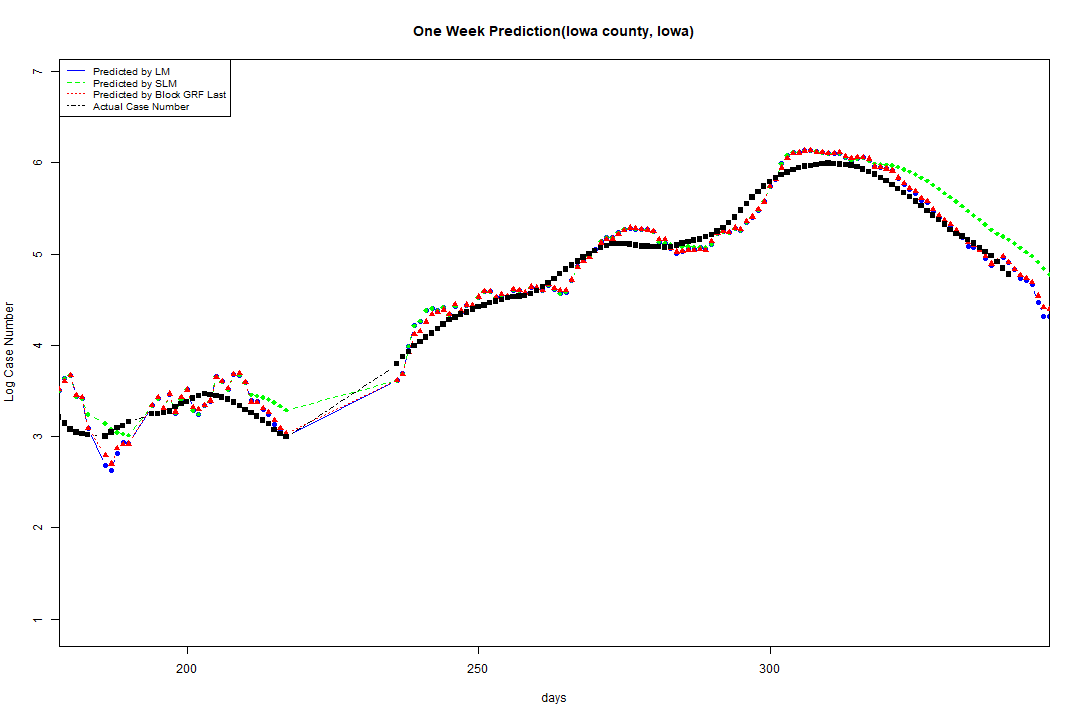 One Week Prediction(Iowa county, Iowa)
Predicted by LM
Predicted by SLM
Predicted by Block GRF Last
Actual Case Number
7
6
5
4
3
2
1
Log Case Number
200 250 300
days